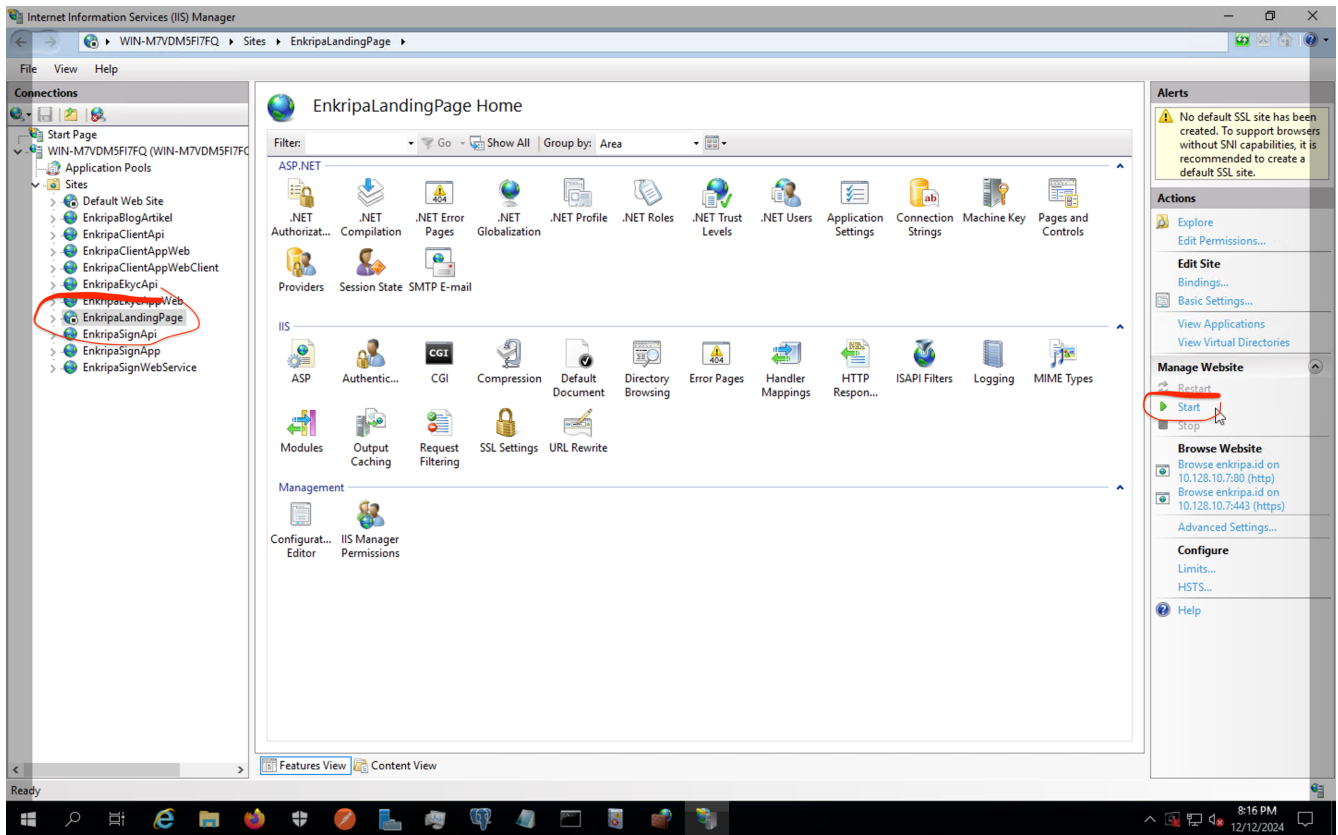 Internet Information Services (IIS) Manager
WIN-M7VDM5FI7FQ Sites EnkripaLandingPage
File View Help
Connections
Start Page
WIN-M7VDM5FI7FQ (WIN-M7VDM5FI7FQ
Application Pools
Sites
Default Web Site
EnkripaBlogArtikel
EnkripaClientApi
EnkripaClientAppWeb
EnkripaClientAppWebClient
EnkripaEkycApi
EnkripaEkycAppWeb
EnkripaLandingPage
EnkripaSignApi
EnkripaSignApp
EnkripaSignWebService
EnkripaLandingPage Home
Filter: Go Show All Group by: Area
ASP.NET
.NET Authorizat... .NET Compilation .NET Error Pages .NET Globalization .NET Profile .NET Roles .NET Trust Levels .NET Users Application Settings Connection Strings Machine Key Pages and Controls
Providers Session State SMTP E-mail
IIS
ASP Authentic... CGI Compression Default Document Directory Browsing Error Pages Handler Mappings HTTP Respon... ISAPI Filters Logging MIME Types
Modules Output Caching Request Filtering SSL Settings URL Rewrite
Management
Configurat... Editor IIS Manager Permissions
Features View Content View
Alerts
No default SSL site has been
created. To support browsers
without SNI capabilities, it is
recommended to create a
default SSL site.
Actions
Explore
Edit Permissions...
Edit Site
Bindings...
Basic Settings...
View Applications
View Virtual Directories
Manage Website
Restart
Start
Stop
Browse Website
Browse enkripa.id on
10.128.10.7:80 (http)
Browse enkripa.id on
10.128.10.7:443 (https)
Advanced Settings...
Configure
Limits...
HSTS...
Help
Ready
8:16 PM
12/12/2024